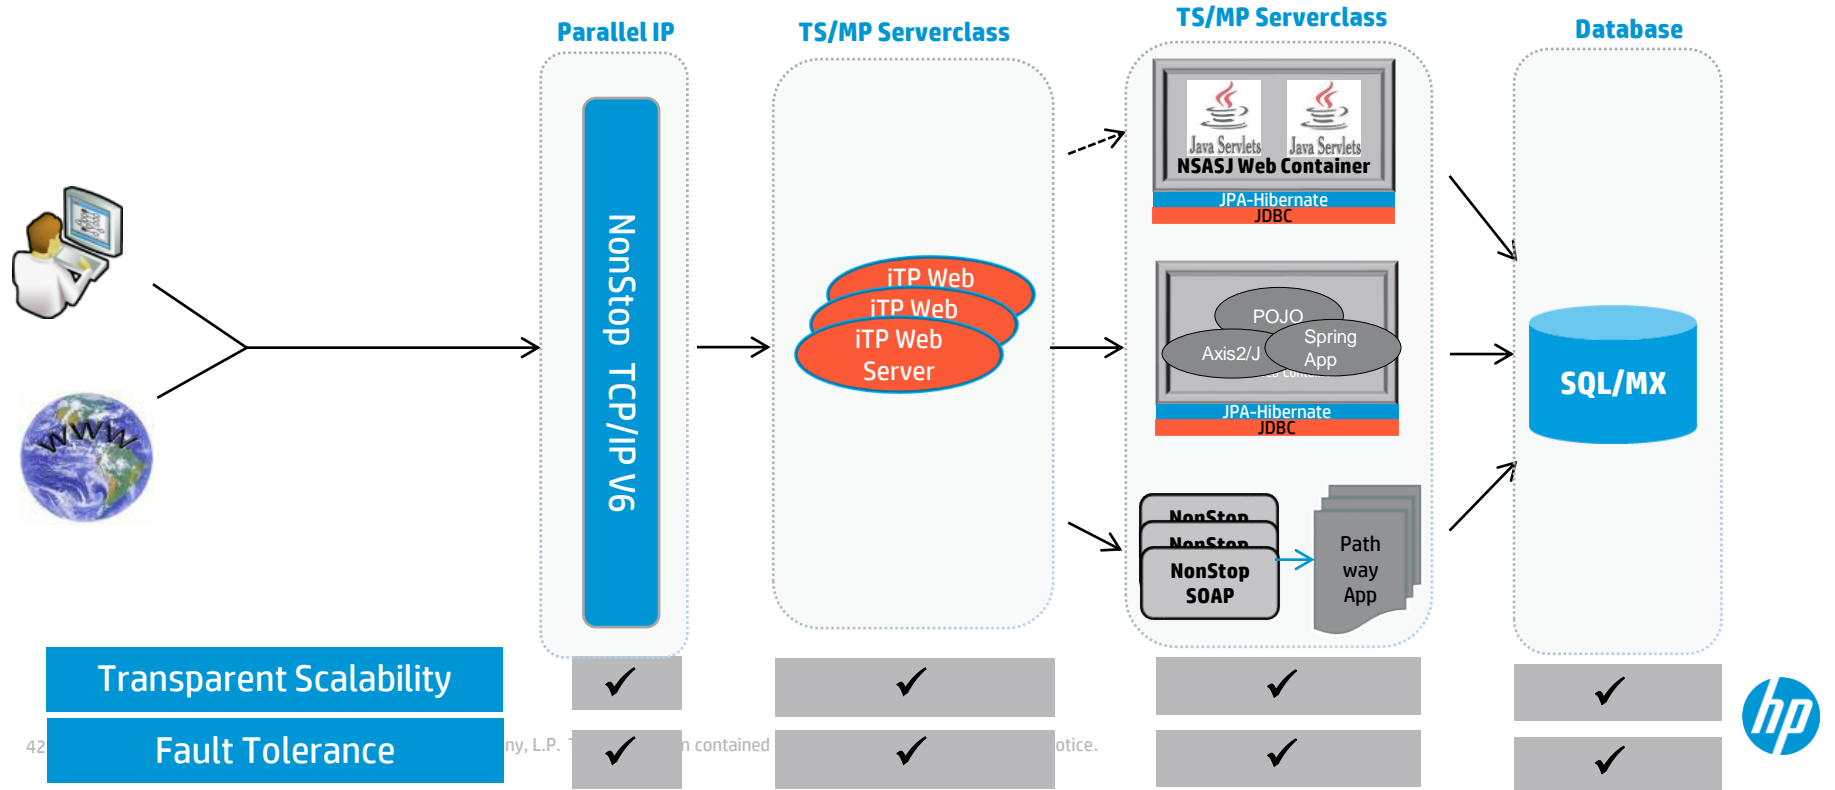 Parallel IP
TS/MP Serverclass
TS/MP Serverclass
Database
NonStop TCP/IP V6
iTP Web
iTP Web
iTP Web
Server
Java Servlets
Java Servlets
NSASJ Web Container
JPA-Hibernate
JDBC
POJO
Axis2/J
Spring
App
JPA-Hibernate
JDBC
NonStop
NonStop
NonStop
SOAP
Path
way
App
SQL/MX
WWW
Transparent Scalability
Fault Tolerance
42
ny, L.P.
n contained
otice.
hp